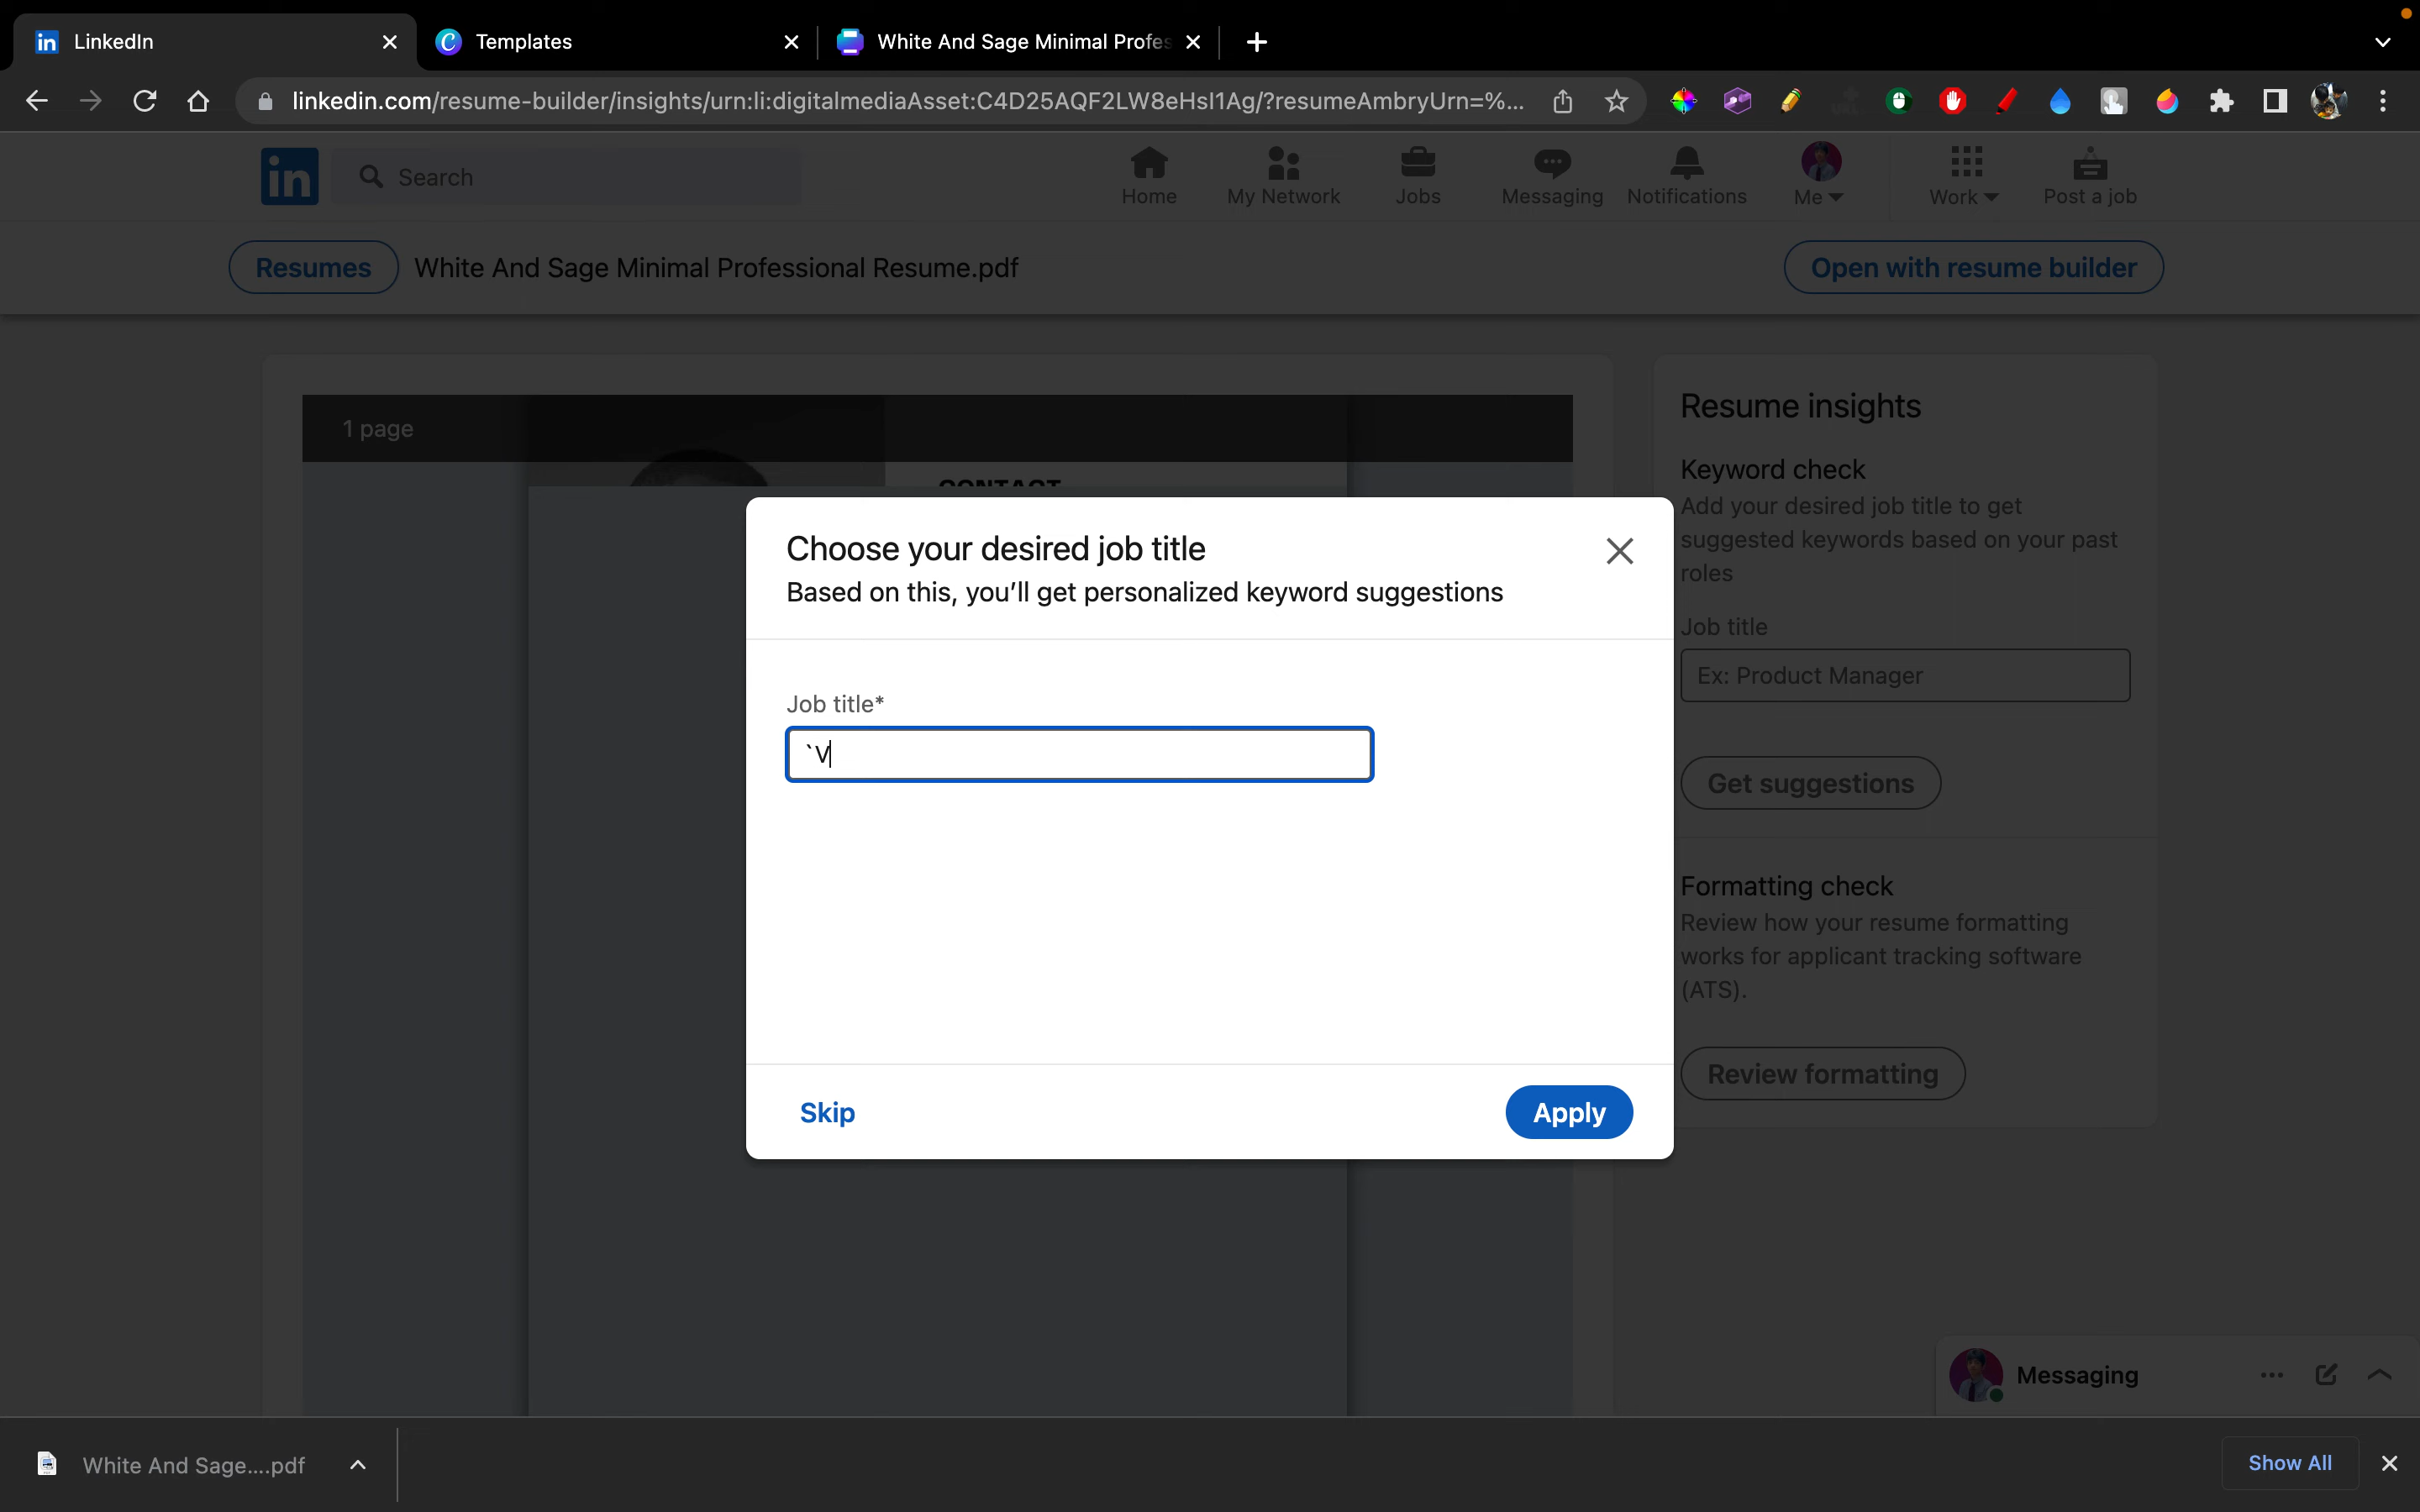 LinkedIn
Templates
White And Sage Minimal Profes
linkedin.com/resume-builder/insights/urn:li:digitalmediaAsset:C4D25AQF2LW8eHsI1Ag/?resumeAmbryUrn=%...
in
Search
Home
My Network
Jobs
Messaging
Notifications
Me
Work
Post a job
Resumes
White And Sage Minimal Professional Resume.pdf
Open with resume builder
1 page
CONTACT
Choose your desired job title
Based on this, you’ll get personalized keyword suggestions
Job title*
`V
Skip
Apply
Resume insights
Keyword check
Add your desired job title to get
suggested keywords based on your past
roles
Job title
Ex: Product Manager
Get suggestions
Formatting check
Review how your resume formatting
works for applicant tracking software
(ATS).
Review formatting
Messaging
White And Sage....pdf
Show All